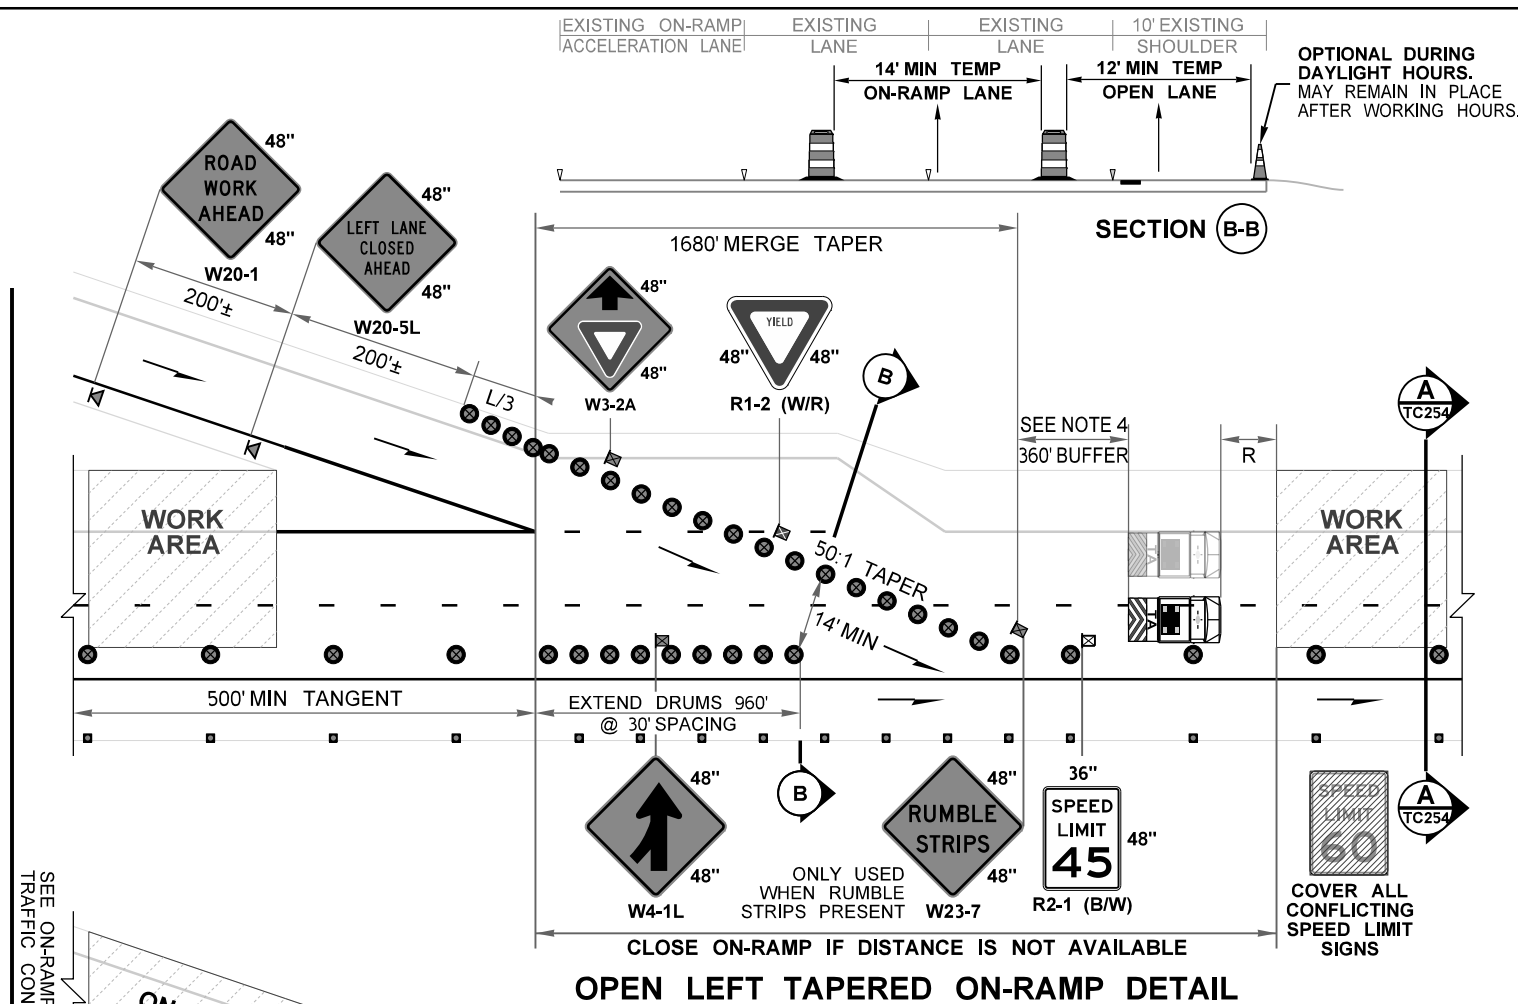 EXISTING ON-RAMP
ACCELERATION LANE
EXISTING
LANE
EXISTING
LANE
10' EXISTING
SHOULDER
14' MIN TEMP
ON-RAMP LANE
12' MIN TEMP
OPEN LANE
OPTIONAL DURING
DAYLIGHT HOURS.
MAY REMAIN IN PLACE
AFTER WORKING HOURS.
SECTION B-B
ROAD
WORK
AHEAD
48"
48"
W20-1
LEFT LANE
CLOSED
AHEAD
48"
48"
W20-5L
200'±
200'±
L/3
1680' MERGE TAPER
48"
48"
W3-2A
YIELD
48" 48"
R1-2 (W/R)
B
SEE NOTE 4
360' BUFFER
R
A
TC254
WORK
AREA
WORK
AREA
50:1 TAPER
14' MIN
500' MIN TANGENT
EXTEND DRUMS 960'
@ 30' SPACING
48"
48"
W4-1L
B
RUMBLE
STRIPS
48"
48"
W23-7
ONLY USED
WHEN RUMBLE
STRIPS PRESENT
36"
SPEED
LIMIT
45
48"
R2-1 (B/W)
SPEED
LIMIT
60
COVER ALL
CONFLICTING
SPEED LIMIT
SIGNS
A
TC254
CLOSE ON-RAMP IF DISTANCE IS NOT AVAILABLE
OPEN LEFT TAPERED ON-RAMP DETAIL
SEE ON-RAMP
TRAFFIC CON